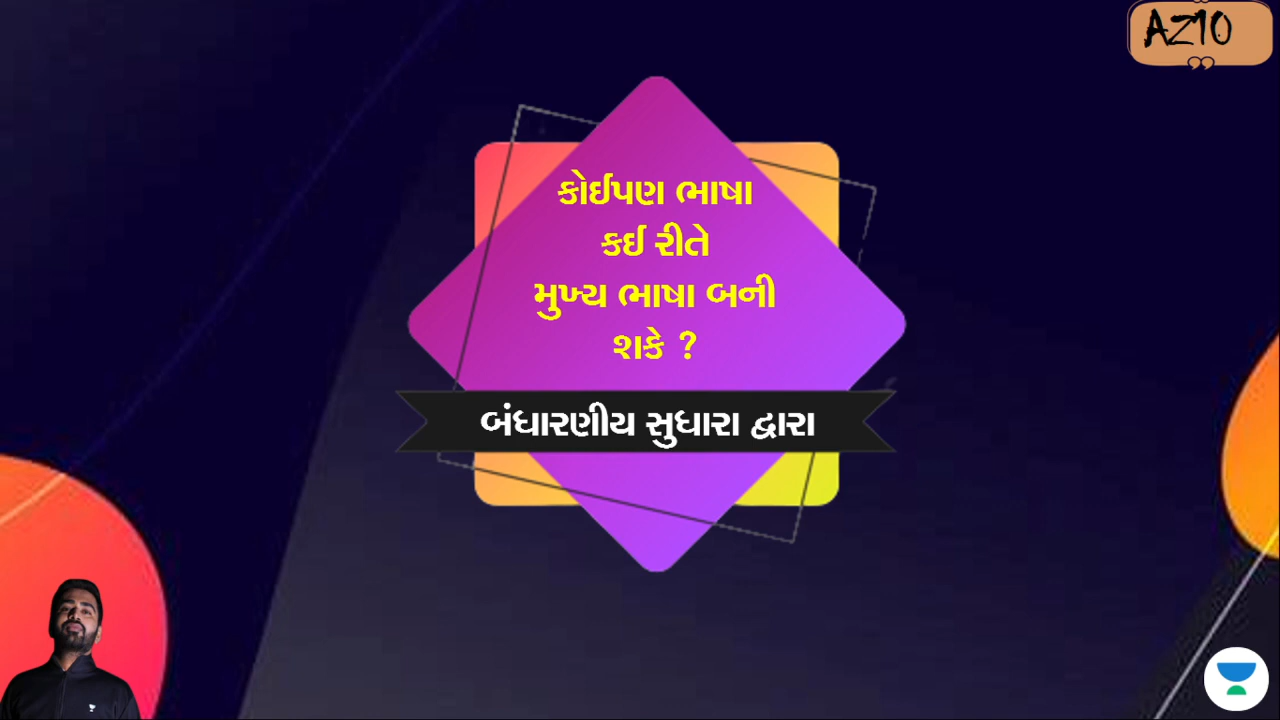 AZ10
કોઈપણ ભાષા
કઈ રીતે
મુખ્ય ભાષા બની
શકે ?
બંધારણીય સુધારા દ્વારા